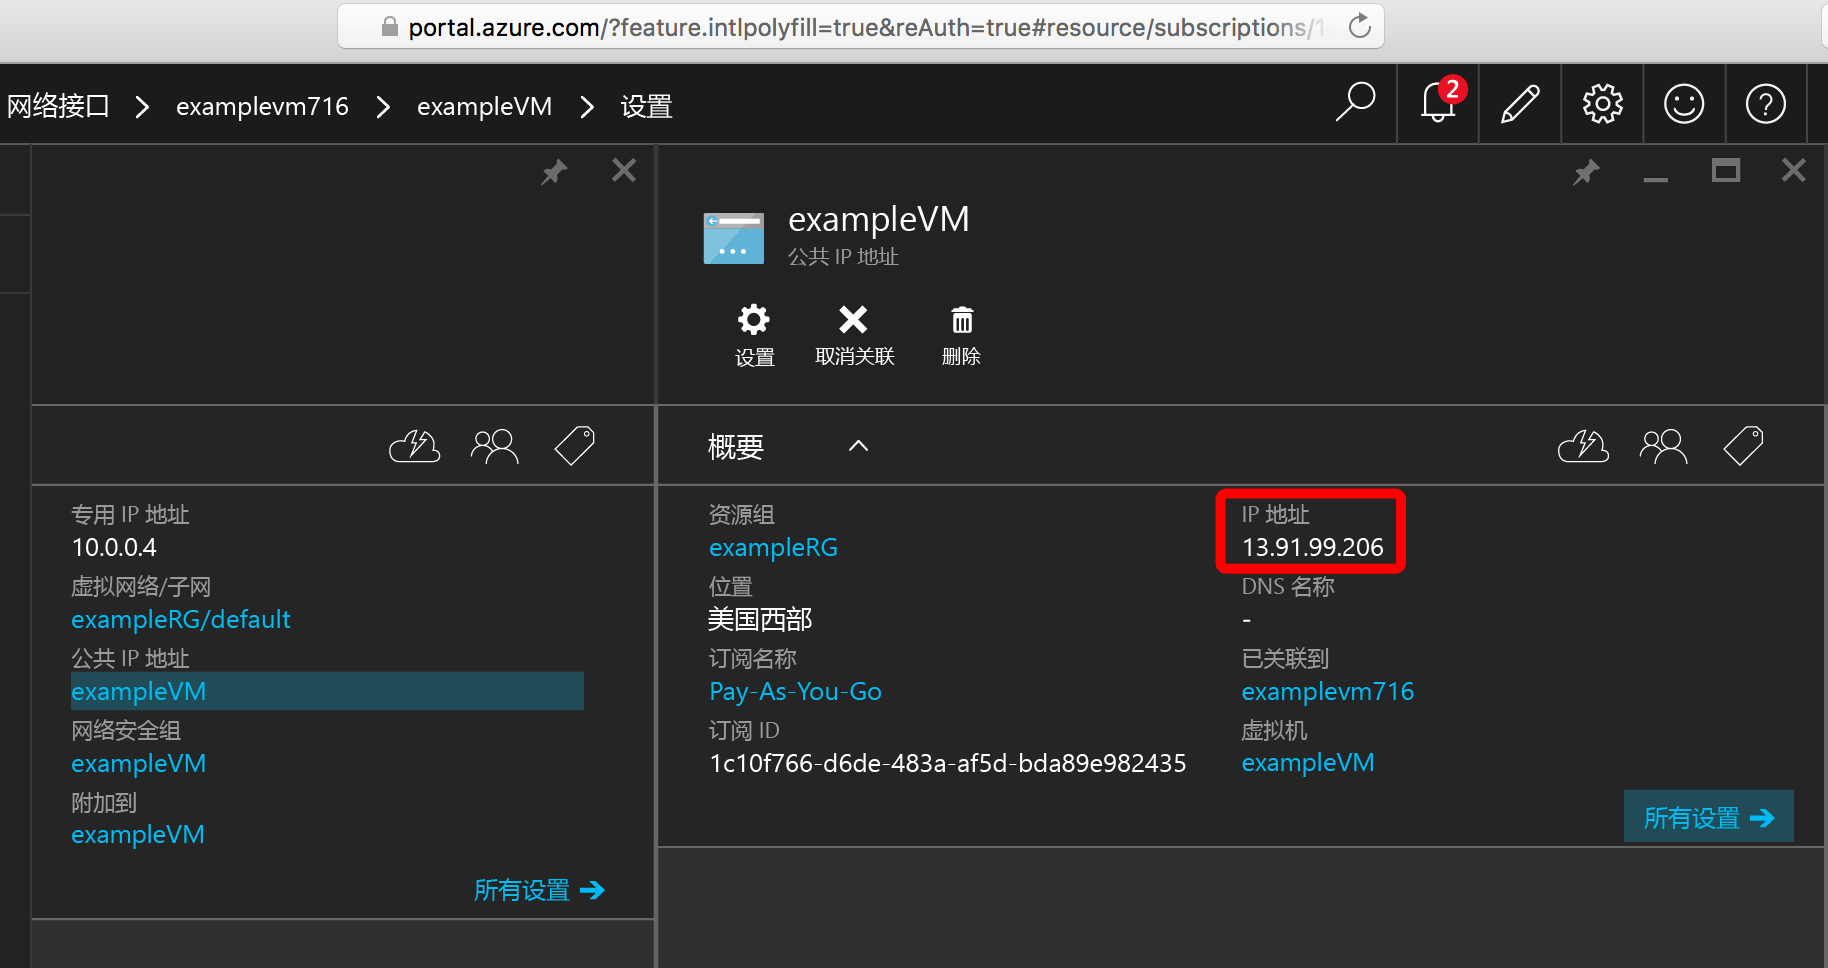 portal.azure.com/?feature.intlpolyfill=true&reAuth=true#resource/subscriptions/1
网络接口 > examplevm716 > exampleVM > 设置
2
exampleVM
公共 IP 地址
设置 取消关联 删除
专用 IP 地址
10.0.0.4
虚拟网络/子网
exampleRG/default
公共 IP 地址
exampleVM
网络安全组
exampleVM
附加到
exampleVM
所有设置 →
概要
资源组
exampleRG
位置
美国西部
订阅名称
Pay-As-You-Go
订阅 ID
1c10f766-d6de-483a-af5d-bda89e982435
IP 地址
13.91.99.206
DNS 名称
-
已关联到
examplevm716
虚拟机
exampleVM
所有设置 →